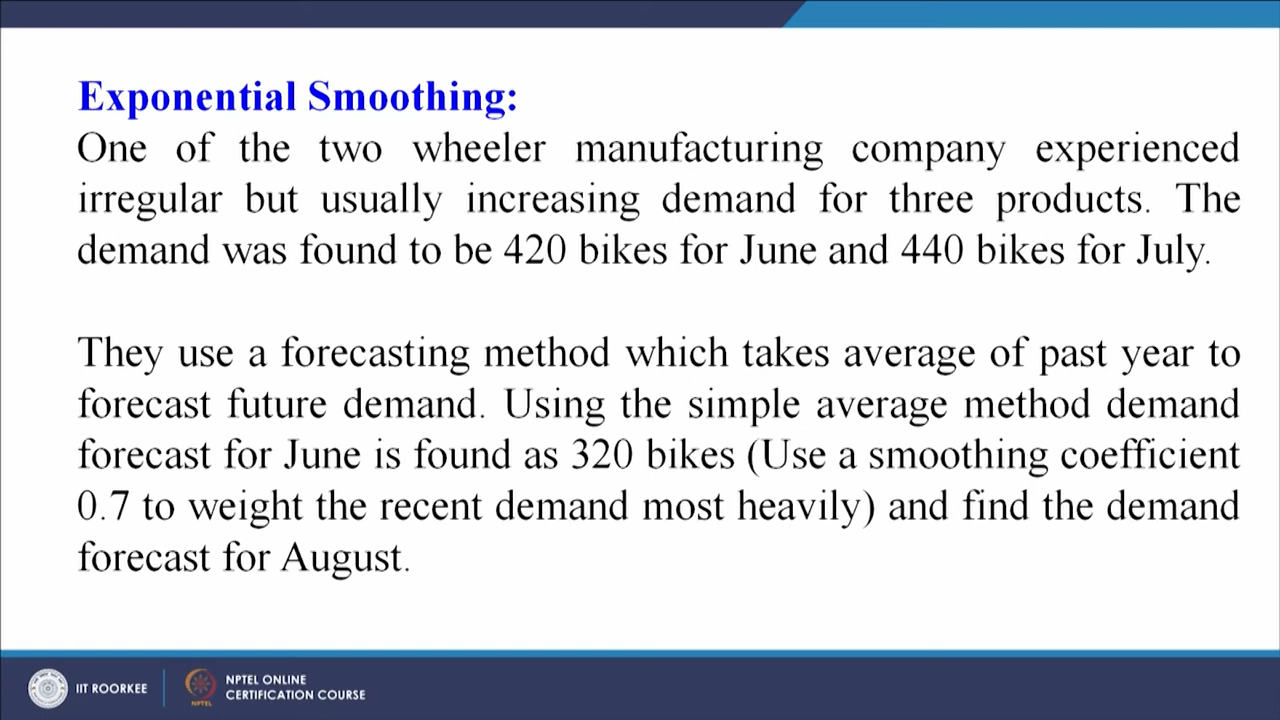 Exponential Smoothing:
One of the two wheeler manufacturing company experienced
irregular but usually increasing demand for three products. The
demand was found to be 420 bikes for June and 440 bikes for July.
They use a forecasting method which takes average of past year to
forecast future demand. Using the simple average method demand
forecast for June is found as 320 bikes (Use a smoothing coefficient
0.7 to weight the recent demand most heavily) and find the demand
forecast for August.
IIT ROORKEE
NPTEL
NPTEL ONLINE
CERTIFICATION COURSE